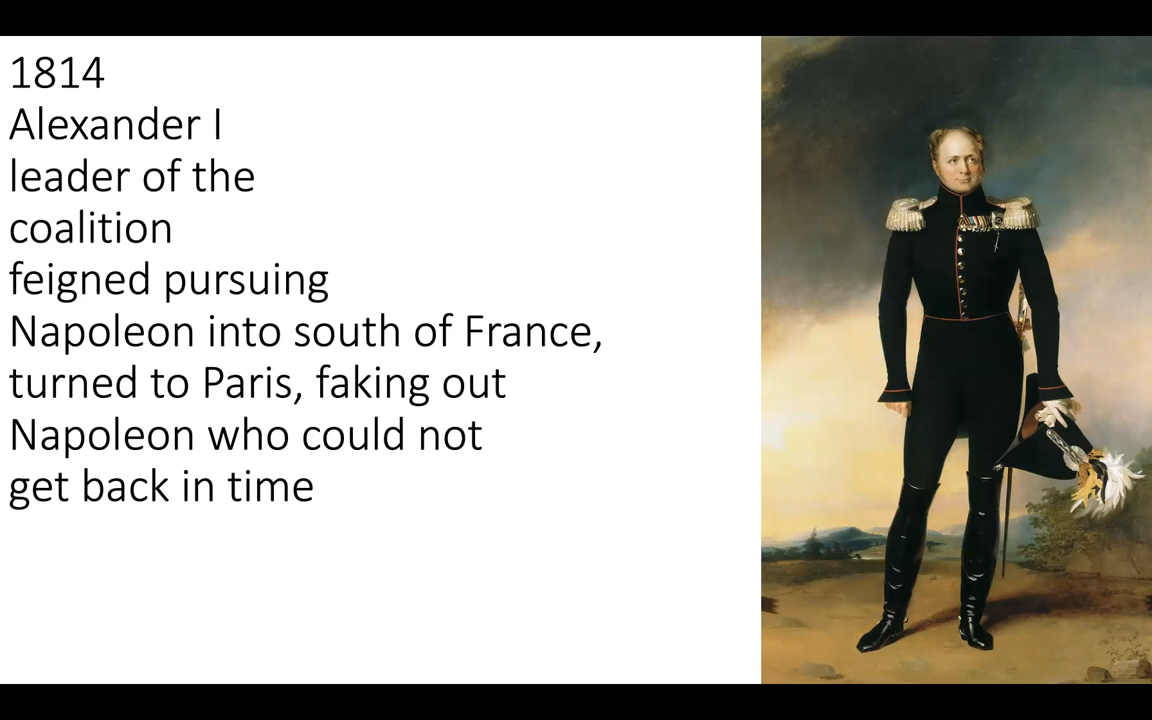 1814
Alexander I
leader of the
coalition
feigned pursuing
Napoleon into south of France,
turned to Paris, faking out
Napoleon who could not
get back in time